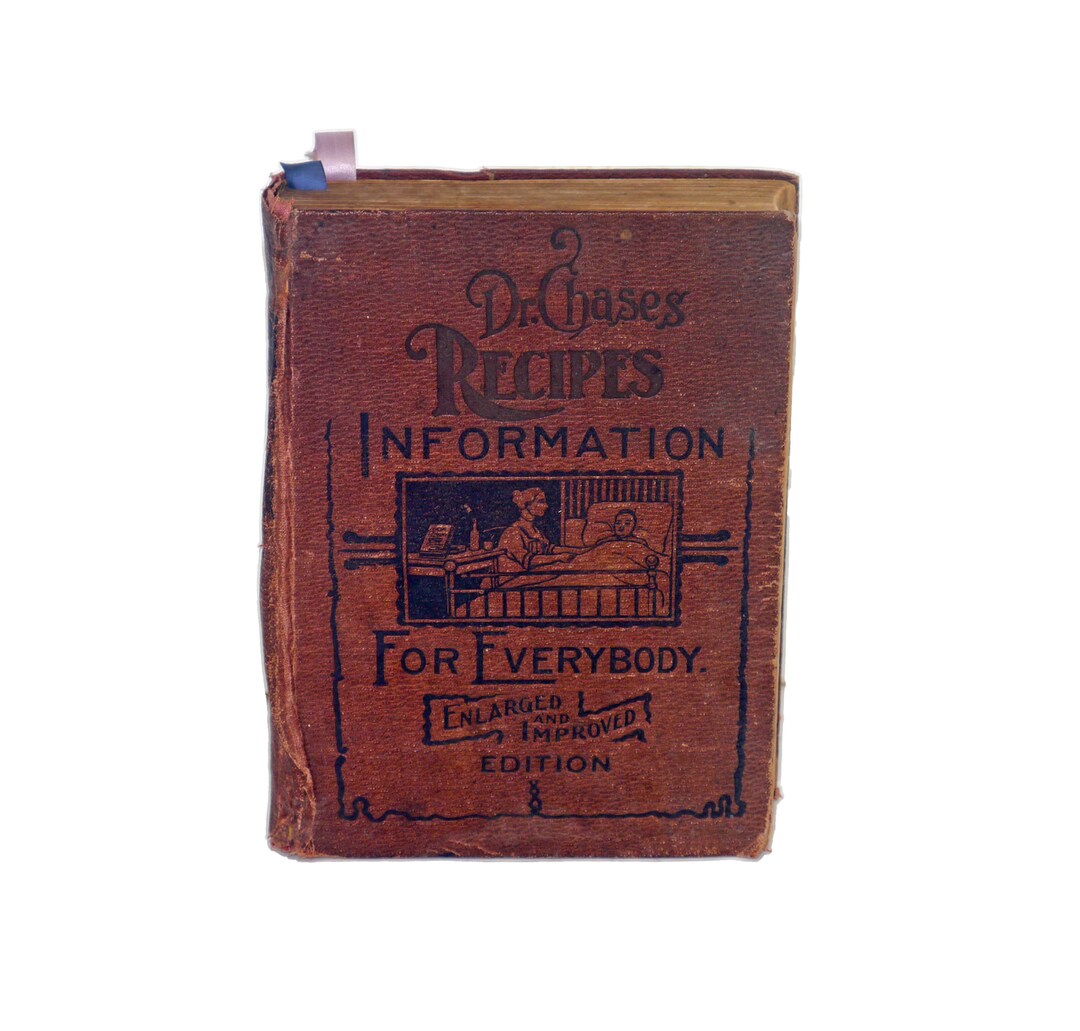 Dr. Chases
RECIPES
INFORMATION
FOR EVERYBODY.
ENLARGED
AND
IMPROVED
EDITION